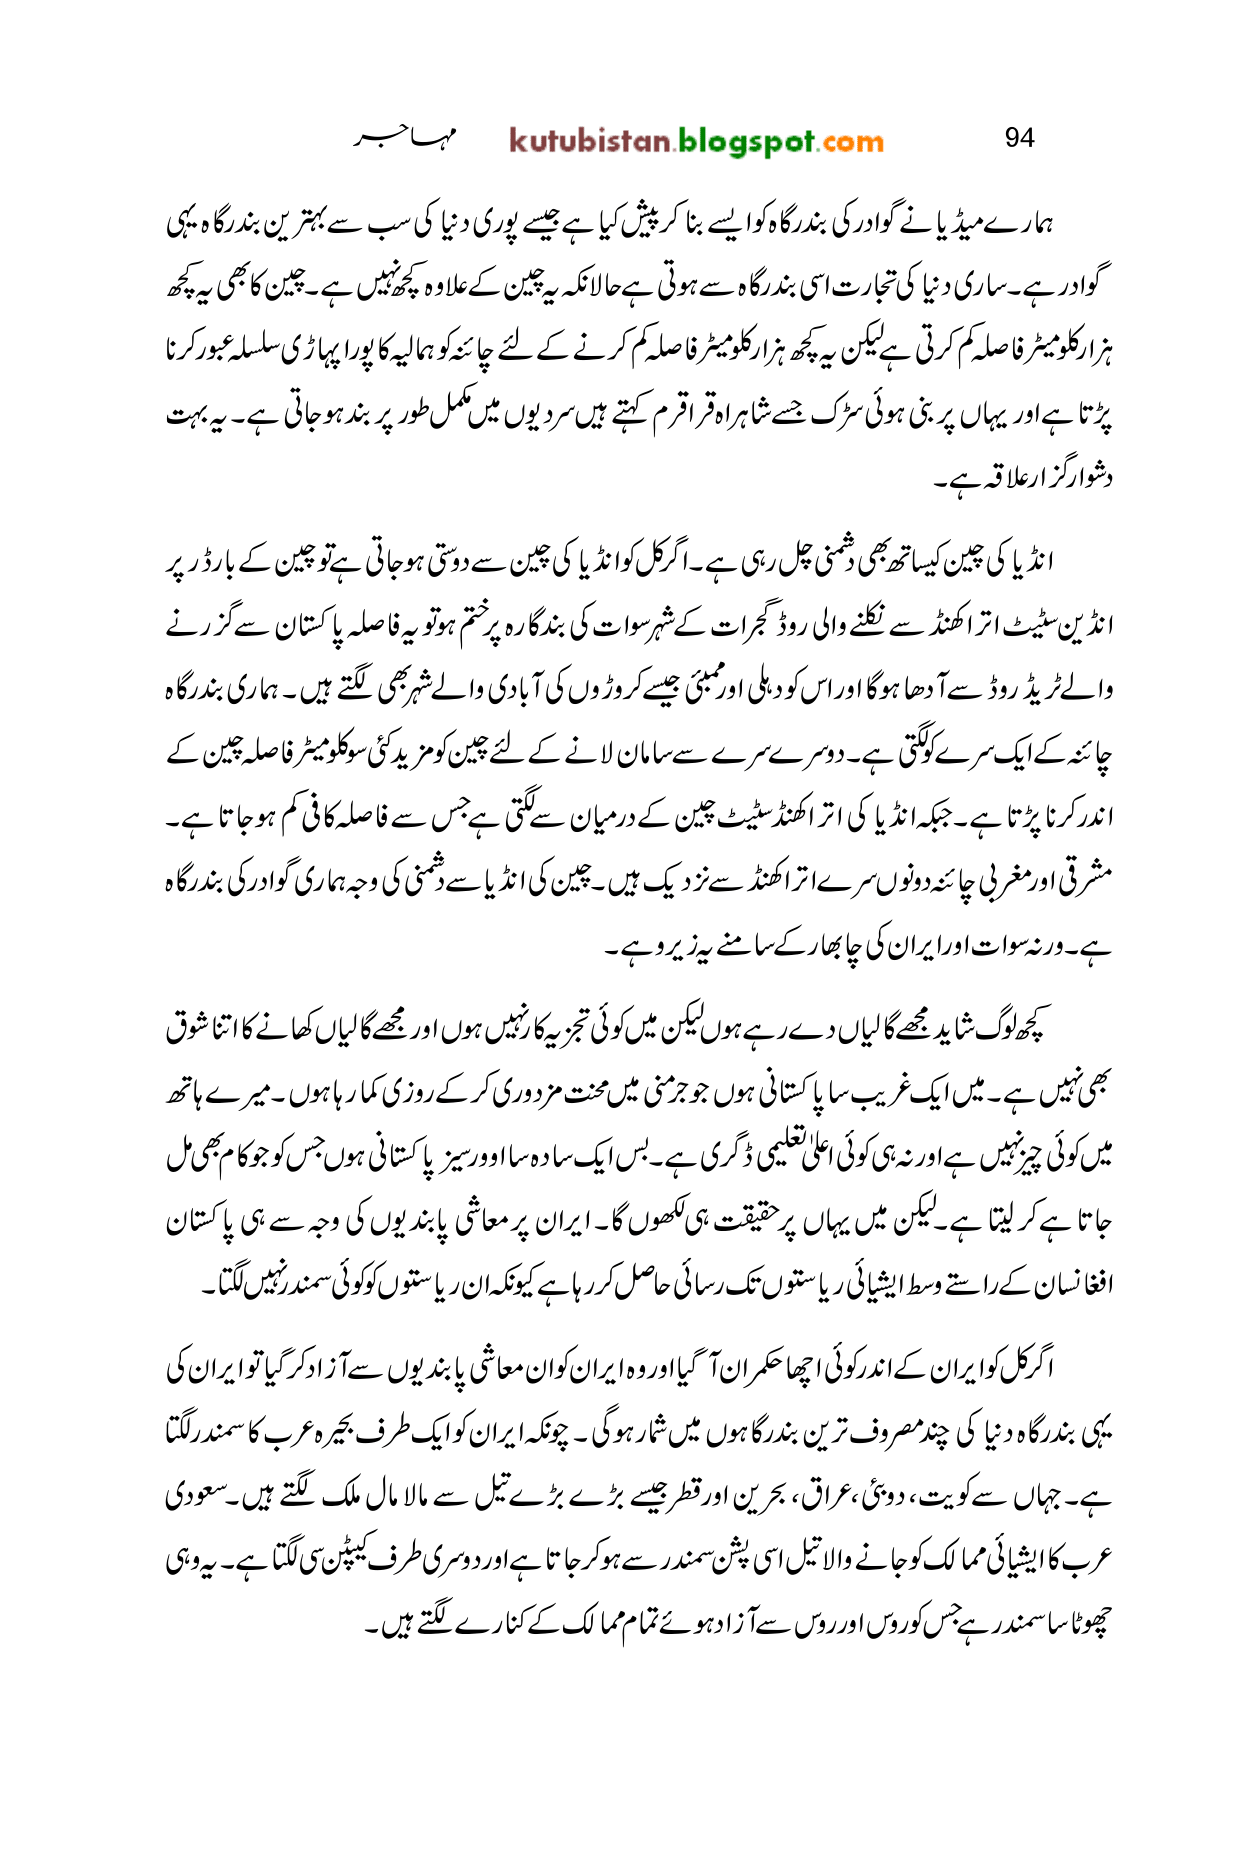 94 kutubistan.blogspot.com مہاجر
ہمارے میڈیا نے گوادر کی بندرگاہ کو ایسے بنا کر پیش کیا ہے جیسے پوری دنیا کی سب سے بہترین بندرگاہ یہی
گوادر ہے۔ ساری دنیا کی تجارت اسی بندرگاہ سے ہوتی ہے حالانکہ یہ چین کے علاوہ کچھ نہیں ہے۔ چین کا بھی یہ کچھ
ہزار کلومیٹر فاصلہ کم کرتی ہے لیکن یہ کچھ ہزار کلومیٹر فاصلہ کم کرنے کے لئے چائنہ کو ہمالیہ کا پورا پہاڑی سلسلہ عبور کرنا
پڑتا ہے اور یہاں پر بنی ہوئی سڑک جسے شاہراہ قراقرم کہتے ہیں سردیوں میں مکمل طور پر بند ہو جاتی ہے۔ یہ بہت
دشوار گزار علاقہ ہے۔
انڈیا کی چین کیساتھ بھی دشمنی چل رہی ہے۔ اگر کل کو انڈیا کی چین سے دوستی ہو جاتی ہے تو چین کے بارڈر پر
انڈین سٹیٹ اتراکھنڈ سے نکلنے والی روڈ گجرات کے شہر سوات کی بندگارہ پر ختم ہو تو یہ فاصلہ پاکستان سے گزرنے
والے ٹریڈ روڈ سے آدھا ہوگا اور اس کو دہلی اور ممبئی جیسے کروڑوں کی آبادی والے شہر بھی لگتے ہیں۔ ہماری بندرگاہ
چائنہ کے ایک سرے کو لگتی ہے۔ دوسرے سرے سے سامان لانے کے لئے چین کو مزید کئی سو کلومیٹر فاصلہ چین کے
اندر کرنا پڑتا ہے۔ جبکہ انڈیا کی اتراکھنڈ سٹیٹ چین کے درمیان سے لگتی ہے جس سے فاصلہ کافی کم ہو جاتا ہے۔
مشرقی اور مغربی چائنہ دونوں سرے اتراکھنڈ سے نزدیک ہیں۔ چین کی انڈیا سے دشمنی کی وجہ ہماری گوادر کی بندرگاہ
ہے۔ ورنہ سوات اور ایران کی چابھار کے سامنے یہ زیرو ہے۔
کچھ لوگ شاید مجھے گالیاں دے رہے ہوں لیکن میں کوئی تجزیہ کار نہیں ہوں اور مجھے گالیاں کھانے کا اتنا شوق
بھی نہیں ہے۔ میں ایک غریب سا پاکستانی ہوں جو جرمنی میں محنت مزدوری کر کے روزی کما رہا ہوں۔ میرے ہاتھ
میں کوئی چیز نہیں ہے اور نہ ہی کوئی اعلیٰ تعلیمی ڈگری ہے۔ بس ایک سادہ سا اوورسیز پاکستانی ہوں جس کو جو کام بھی مل
جاتا ہے کر لیتا ہے۔ لیکن میں یہاں پر حقیقت ہی لکھوں گا۔ ایران پر معاشی پابندیوں کی وجہ سے ہی پاکستان
افغانسان کے راستے وسط ایشیائی ریاستوں تک رسائی حاصل کر رہا ہے کیونکہ ان ریاستوں کو کوئی سمندر نہیں لگتا۔
اگر کل کو ایران کے اندر کوئی اچھا حکمران آ گیا اور وہ ایران کو ان معاشی پابندیوں سے آزاد کر گیا تو ایران کی
یہی بندرگاہ دنیا کی چند مصروف ترین بندرگاہوں میں شمار ہوگی۔ چونکہ ایران کو ایک طرف بحیرہ عرب کا سمندر لگتا
ہے۔ جہاں سے کویت، دوبئی، عراق، بحرین اور قطر جیسے بڑے بڑے تیل سے مالا مال ملک لگتے ہیں۔ سعودی
عرب کا ایشیائی ممالک کو جانے والا تیل اسی پشن سمندر سے ہو کر جاتا ہے اور دوسری طرف کیپٹن سی لگتا ہے۔ یہ وہی
چھوٹا سا سمندر ہے جس کو روس اور روس سے آزاد ہوئے تمام ممالک کے کنارے لگتے ہیں۔